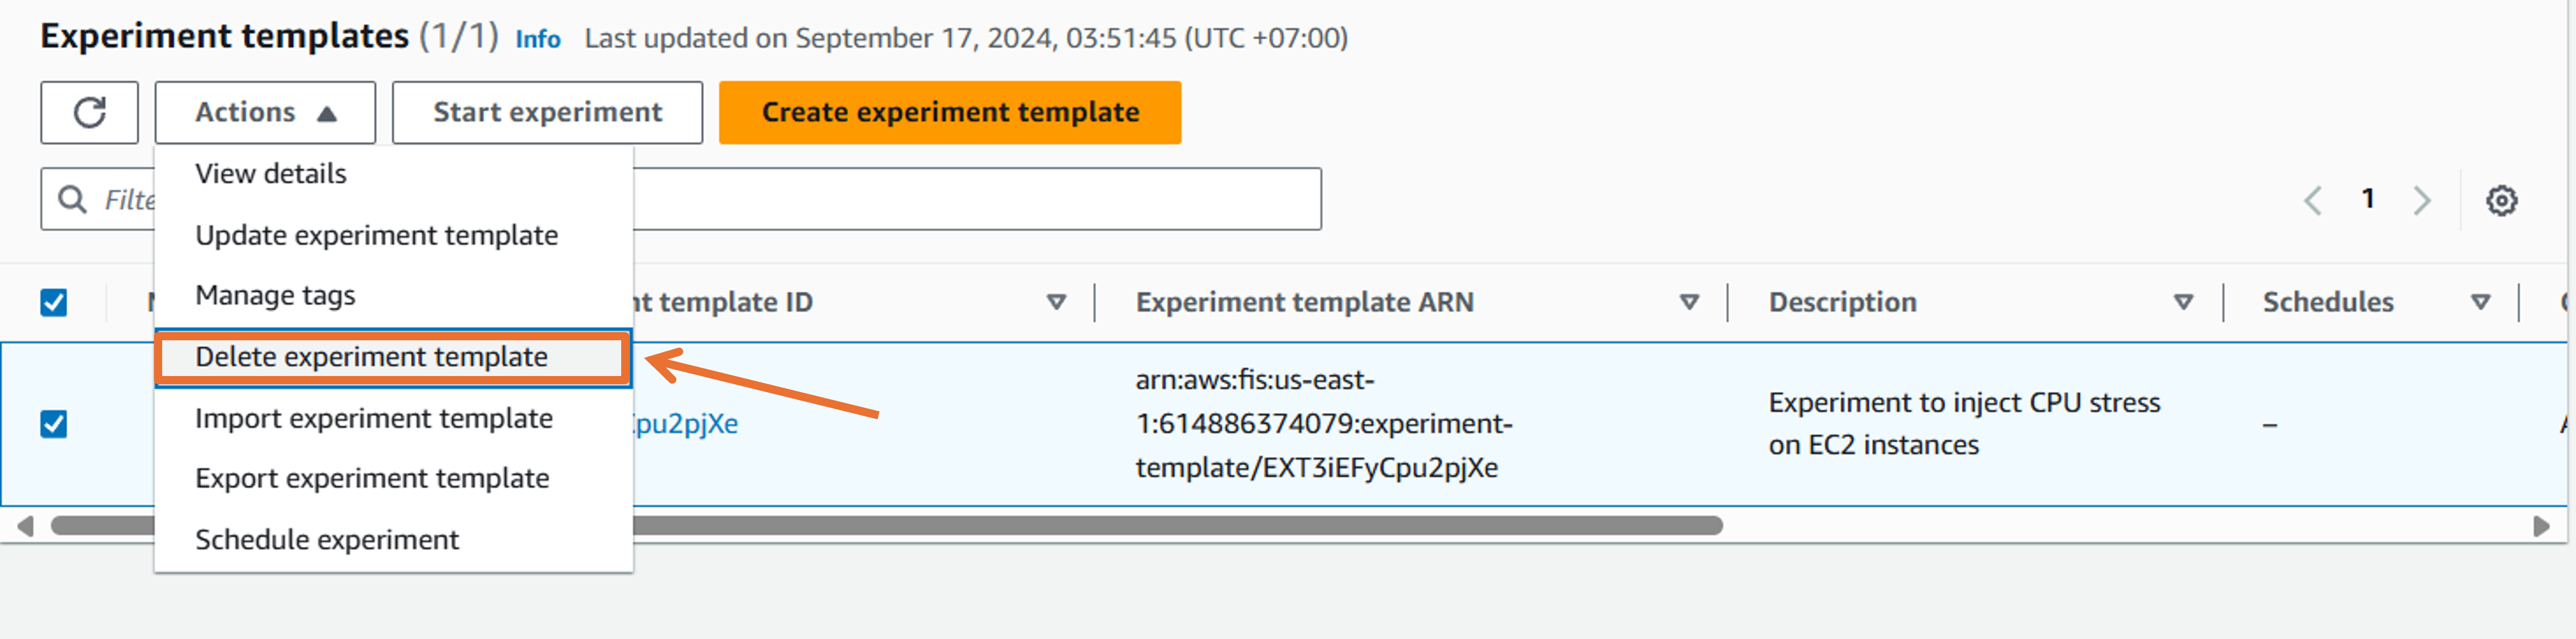 Experiment templates (1/1) Info Last updated on September 17, 2024, 03:51:45 (UTC +07:00)
Actions Start experiment Create experiment template
View details
Update experiment template
Manage tags
Delete experiment template
Import experiment template
Export experiment template
Schedule experiment
1
template ID Experiment template ARN Description Schedules
Cpu2pjXe
arn:aws:fis:us-east-
1:614886374079:experiment-
template/EXT3iEFyCpu2pjXe
Experiment to inject CPU stress
on EC2 instances
–